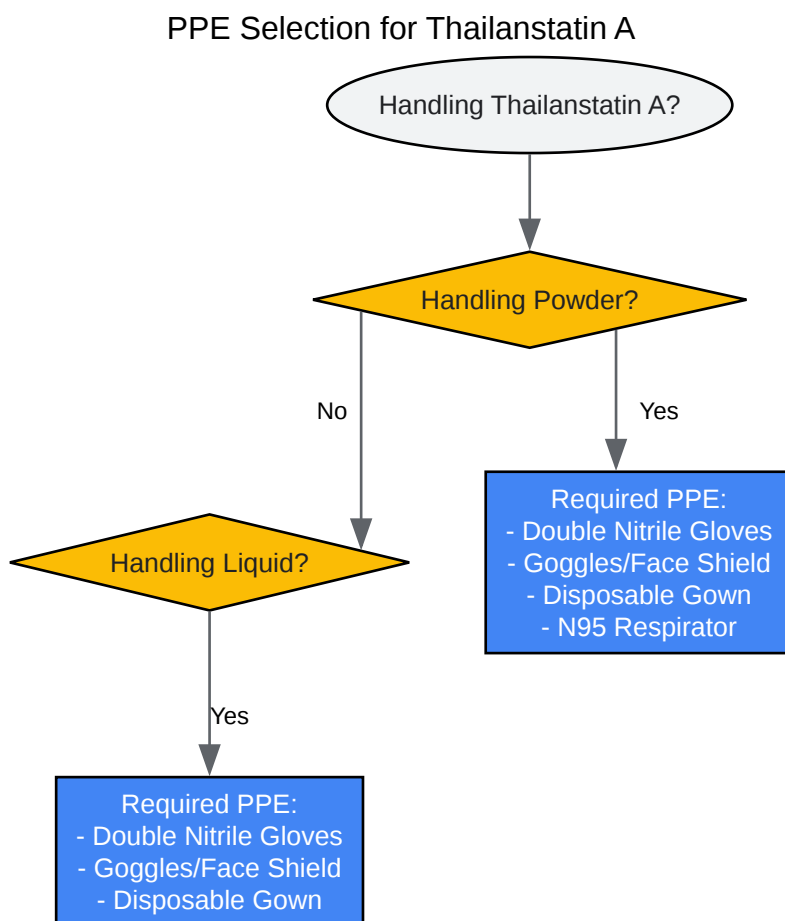 PPE Selection for Thailanstatin A
Handling Thailanstatin A?
Handling Powder?
No
Yes
Required PPE:
- Double Nitrile Gloves
- Goggles/Face Shield
- Disposable Gown
- N95 Respirator
Handling Liquid?
Yes
Required PPE:
- Double Nitrile Gloves
- Goggles/Face Shield
- Disposable Gown